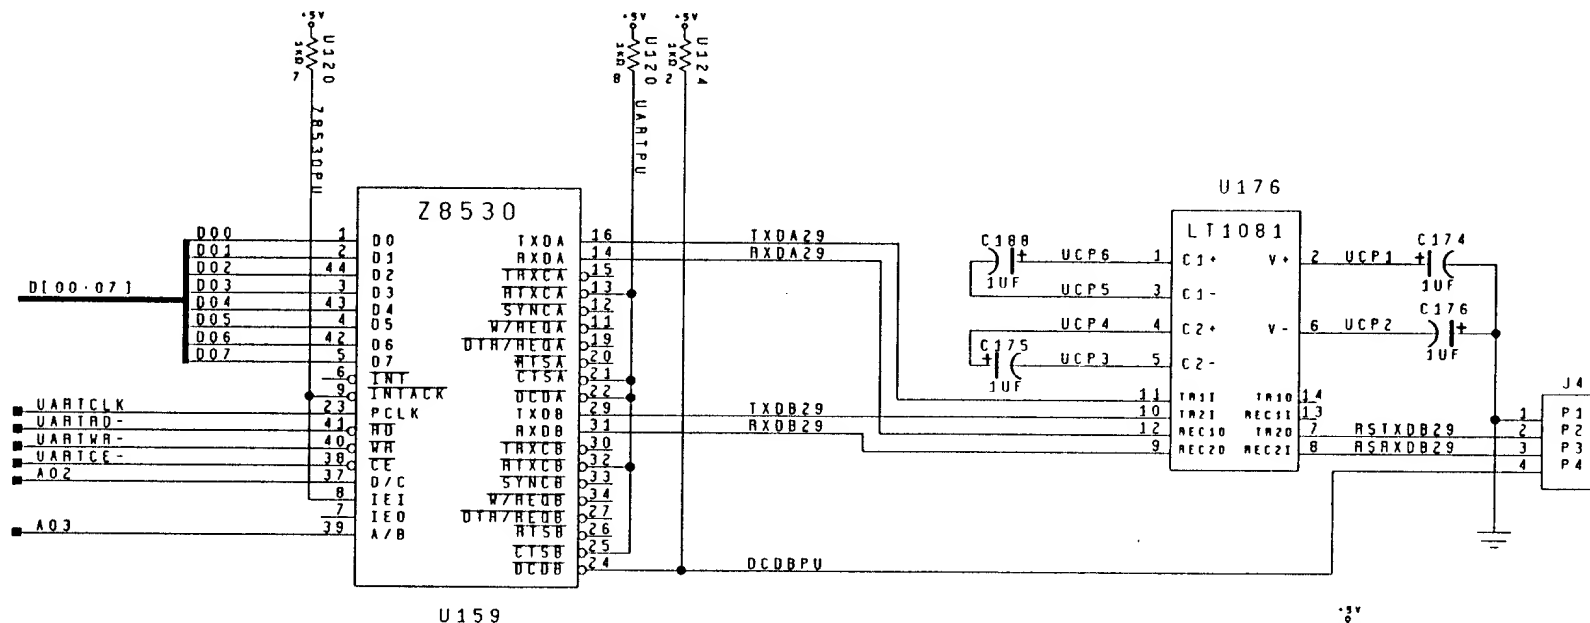 +5V
U120
1KΩ
7
Z8530PU
+5V
U120
1KΩ
8
UARTPU
+5V
U124
1KΩ
2
D[00-07]
D00 1
D01 2
D02 44
D03 3
D04 43
D05 4
D06 42
D07 5
6
9
UARTCLK 23
UARTRD- 41
UARTWR- 40
UARTCE- 38
A02 37
8
7
A03 39
Z8530
D0 TXDA
D1 RXDA
D2 TRXCA
D3 RTXCA
D4 SYNCA
D5 W/REQA
D6 DTR/REQA
D7 RTSA
INT CTSA
INTACK DCDA
PCLK TXDB
RD RXDB
WR TRXCB
CE RTXCB
D/C SYNCB
IEI W/REQB
IEO DTR/REQB
A/B RTSB
CTSB
DCDB
U159
16 TXDA29
14 RXDA29
15
13
12
11
19
20
21
22
29 TXDB29
31 RXDB29
30
32
33
34
27
26
25
24 DCDBPU
C188
+
1UF
UCP6 1
UCP5 3
UCP4 4
C175
+
1UF
UCP3 5
11
10
12
9
U176
LT1081
C1+ V+
C1-
C2+ V-
C2-
TR1I TR1O
TR2I REC1I
REC1O TR2O
REC2O REC2I
2 UCP1
C174
+
1UF
6 UCP2
C176
+
1UF
14
13
7 RSTXDB29
8 RSRXDB29
J4
1 P1
2 P2
3 P3
4 P4
+5V